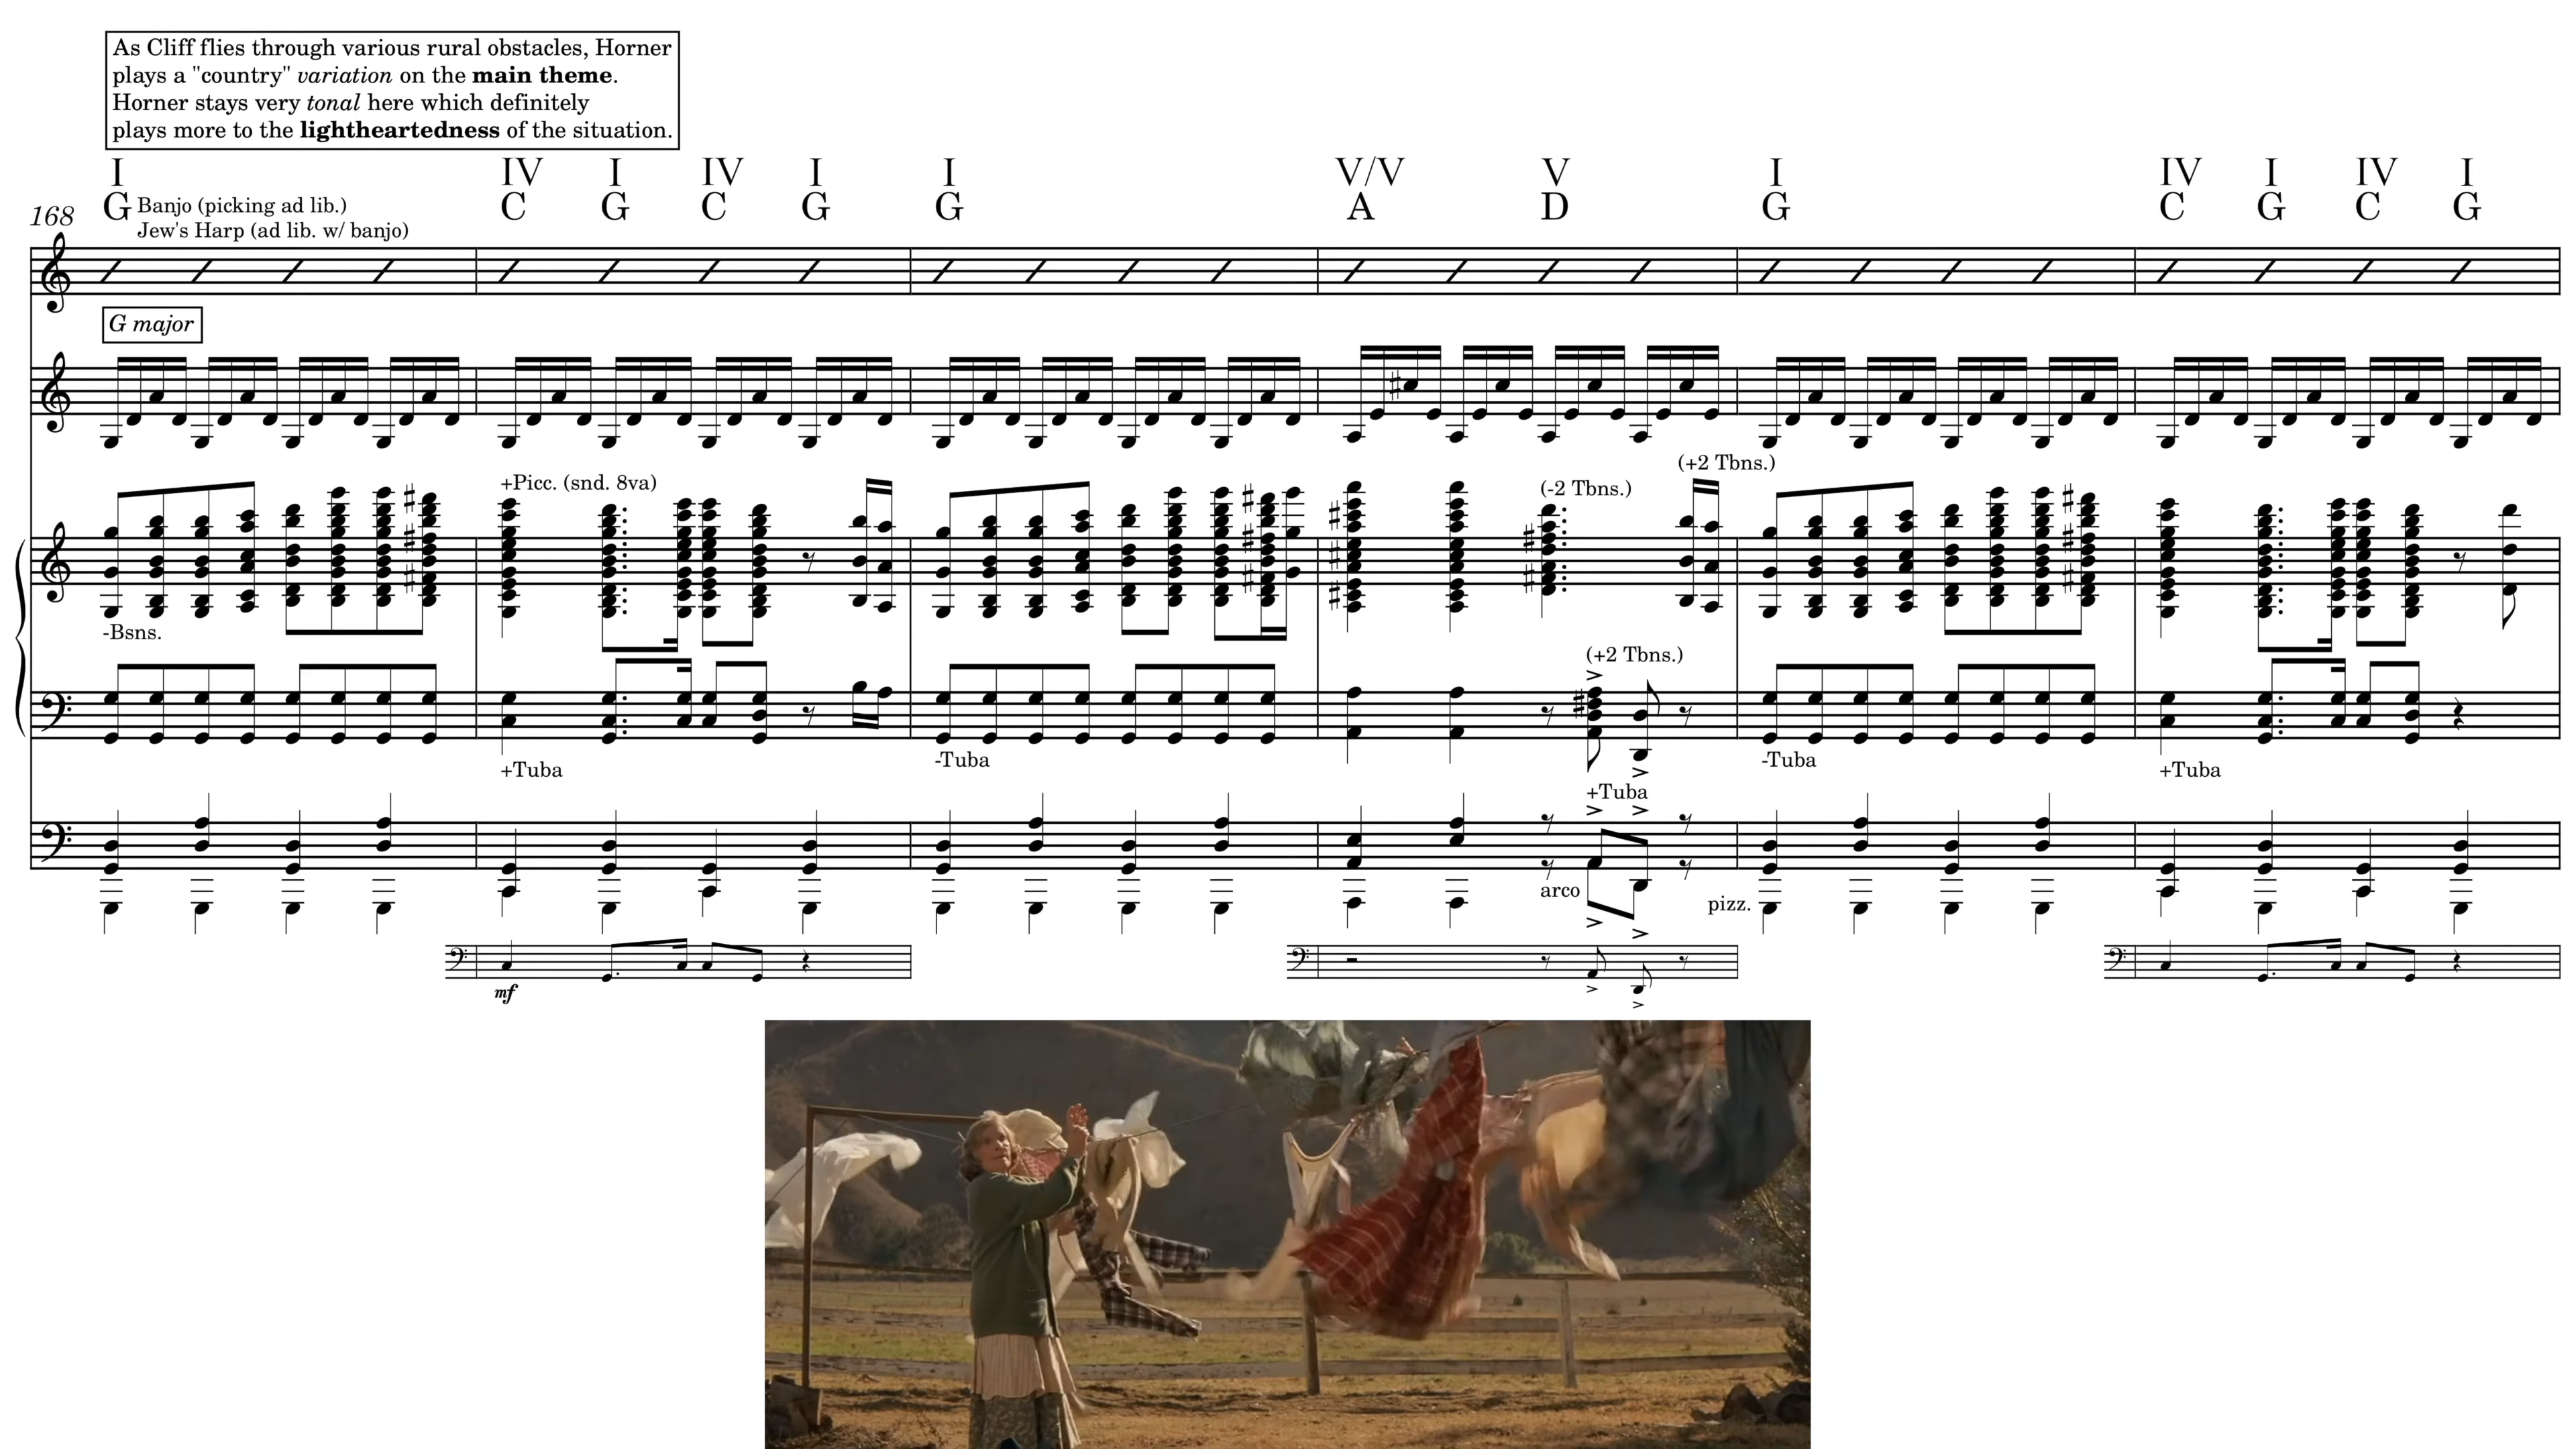 As Cliff flies through various rural obstacles, Horner
plays a "country" variation on the main theme.
Horner stays very tonal here which definitely
plays more to the lightheartedness of the situation.
I IV I IV I I V/V V I IV I IV I
G C G C G G A D G C G C G
168 Banjo (picking ad lib.)
Jew's Harp (ad lib. w/ banjo)
G major
(+2 Tbns.)
+Picc. (snd. 8va) (-2 Tbns.)
-Bsns.
(+2 Tbns.)
+Tuba -Tuba -Tuba +Tuba
+Tuba
arco pizz.
mf